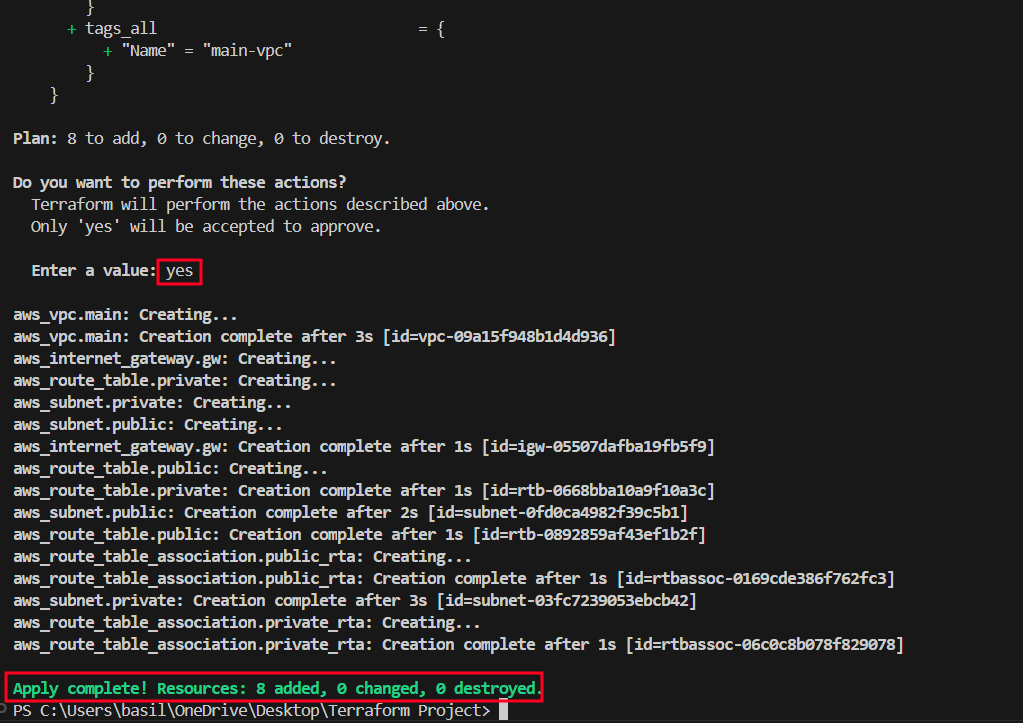 }
+ tags_all = {
+ "Name" = "main-vpc"
}
}
Plan: 8 to add, 0 to change, 0 to destroy.
Do you want to perform these actions?
Terraform will perform the actions described above.
Only 'yes' will be accepted to approve.
Enter a value: yes
aws_vpc.main: Creating...
aws_vpc.main: Creation complete after 3s [id=vpc-09a15f948b1d4d936]
aws_internet_gateway.gw: Creating...
aws_route_table.private: Creating...
aws_subnet.private: Creating...
aws_subnet.public: Creating...
aws_internet_gateway.gw: Creation complete after 1s [id=igw-05507dafba19fb5f9]
aws_route_table.public: Creating...
aws_route_table.private: Creation complete after 1s [id=rtb-0668bba10a9f10a3c]
aws_subnet.public: Creation complete after 2s [id=subnet-0fd0ca4982f39c5b1]
aws_route_table.public: Creation complete after 1s [id=rtb-0892859af43ef1b2f]
aws_route_table_association.public_rta: Creating...
aws_route_table_association.public_rta: Creation complete after 1s [id=rtbassoc-0169cde386f762fc3]
aws_subnet.private: Creation complete after 3s [id=subnet-03fc7239053ebcb42]
aws_route_table_association.private_rta: Creating...
aws_route_table_association.private_rta: Creation complete after 1s [id=rtbassoc-06c0c8b078f829078]
Apply complete! Resources: 8 added, 0 changed, 0 destroyed.
PS C:\Users\basil\OneDrive\Desktop\Terraform Project>